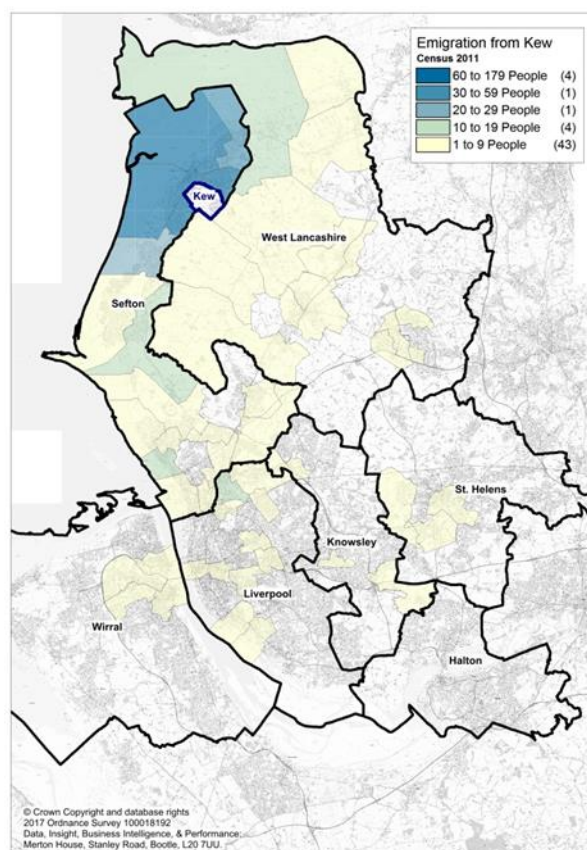 Emigration from Kew
Census 2011
60 to 179 People (4)
30 to 59 People (1)
20 to 29 People (1)
10 to 19 People (4)
1 to 9 People (43)
Kew
West Lancashire
Sefton
St. Helens
Knowsley
Liverpool
Wirral
Halton
© Crown Copyright and database rights
2017 Ordnance Survey 100018192
Data, Insight, Business Intelligence, & Performance;
Merton House, Stanley Road, Bootle, L20 7UU.